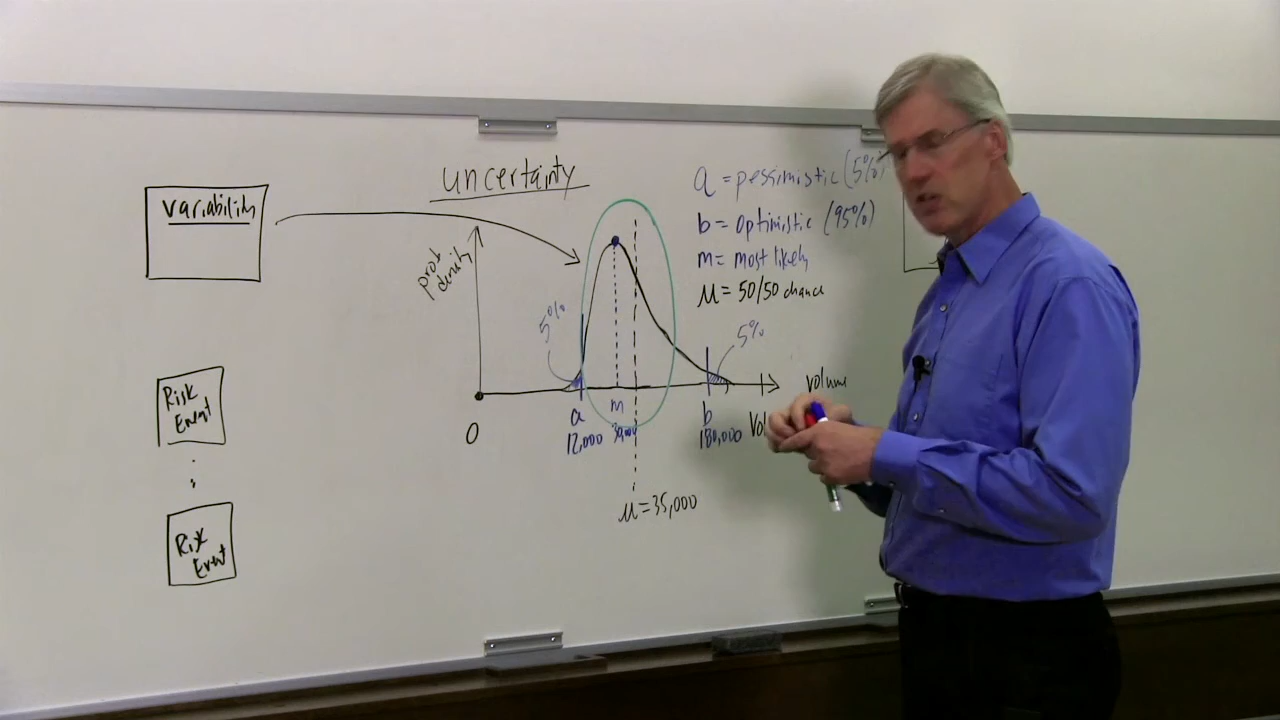 uncertainty
variability
Risk
Event
Risk
Event
prob
density
5%
5%
a = pessimistic (5%)
b = optimistic (95%)
m = most likely
μ = 50/50 chance
volume
0
a
12,000
m
b
180,000
μ = 35,000